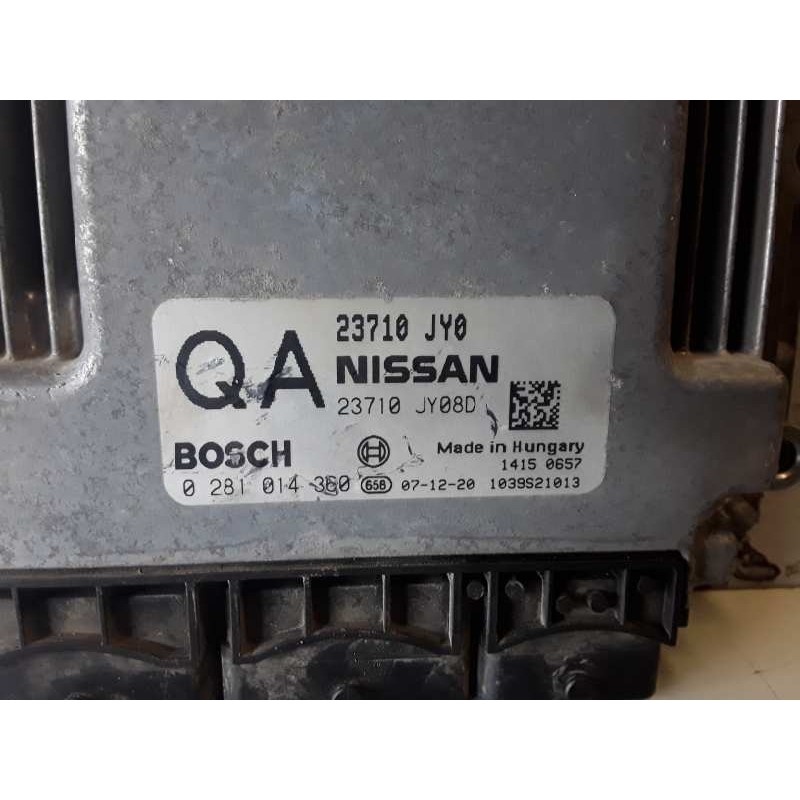 QA
23710 JY0
NISSAN
23710 JY08D
BOSCH
Made in Hungary
1415 0657
0 281 014 360 658 07-12-20 1039S21013